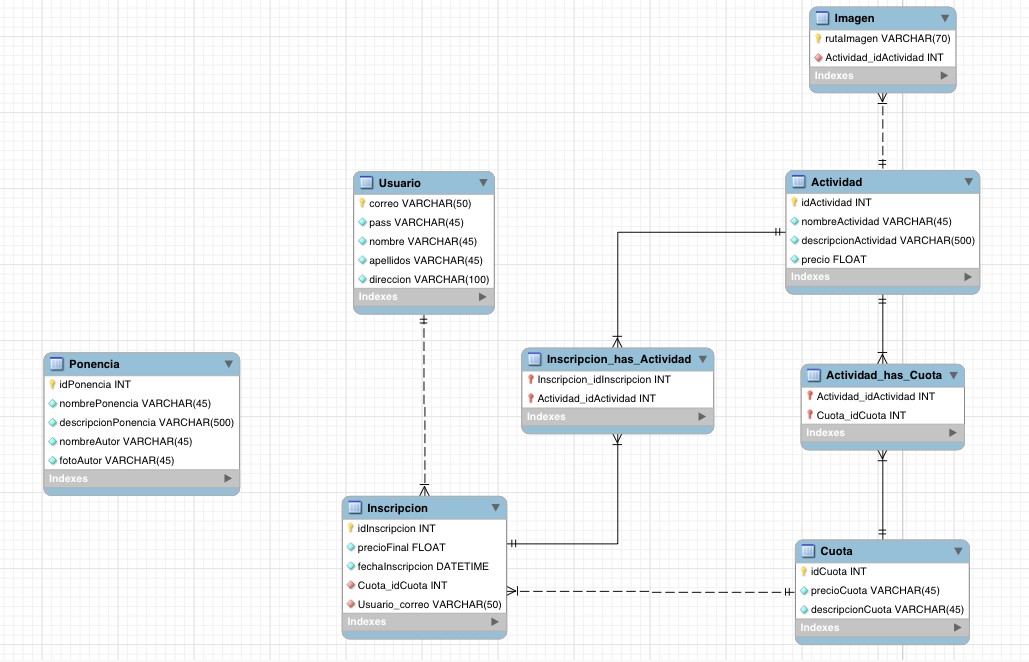 Imagen
rutaImagen VARCHAR(70)
Actividad_idActividad INT
Indexes
Usuario
correo VARCHAR(50)
pass VARCHAR(45)
nombre VARCHAR(45)
apellidos VARCHAR(45)
direccion VARCHAR(100)
Indexes
Actividad
idActividad INT
nombreActividad VARCHAR(45)
descripcionActividad VARCHAR(500)
precio FLOAT
Indexes
Ponencia
idPonencia INT
nombrePonencia VARCHAR(45)
descripcionPonencia VARCHAR(500)
nombreAutor VARCHAR(45)
fotoAutor VARCHAR(45)
Indexes
Inscripcion_has_Actividad
Inscripcion_idInscripcion INT
Actividad_idActividad INT
Indexes
Actividad_has_Cuota
Actividad_idActividad INT
Cuota_idCuota INT
Indexes
Inscripcion
idInscripcion INT
precioFinal FLOAT
fechaInscripcion DATETIME
Cuota_idCuota INT
Usuario_correo VARCHAR(50)
Indexes
Cuota
idCuota INT
precioCuota VARCHAR(45)
descripcionCuota VARCHAR(45)
Indexes